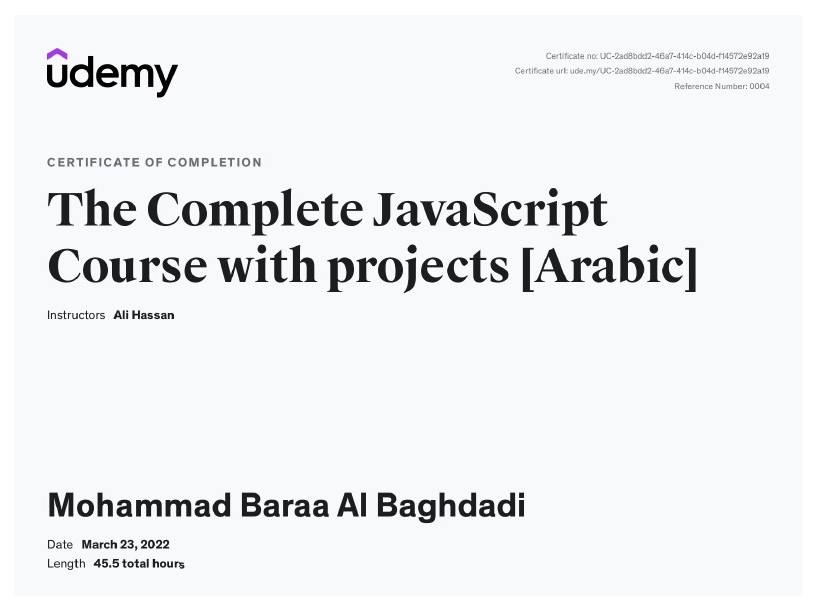 udemy
Certificate no: UC-2ad8bdd2-46a7-414c-b04d-f14572e92a19
Certificate url: ude.my/UC-2ad8bdd2-46a7-414c-b04d-f14572e92a19
Reference Number: 0004
CERTIFICATE OF COMPLETION
The Complete JavaScript
Course with projects [Arabic]
Instructors Ali Hassan
Mohammad Baraa Al Baghdadi
Date March 23, 2022
Length 45.5 total hours